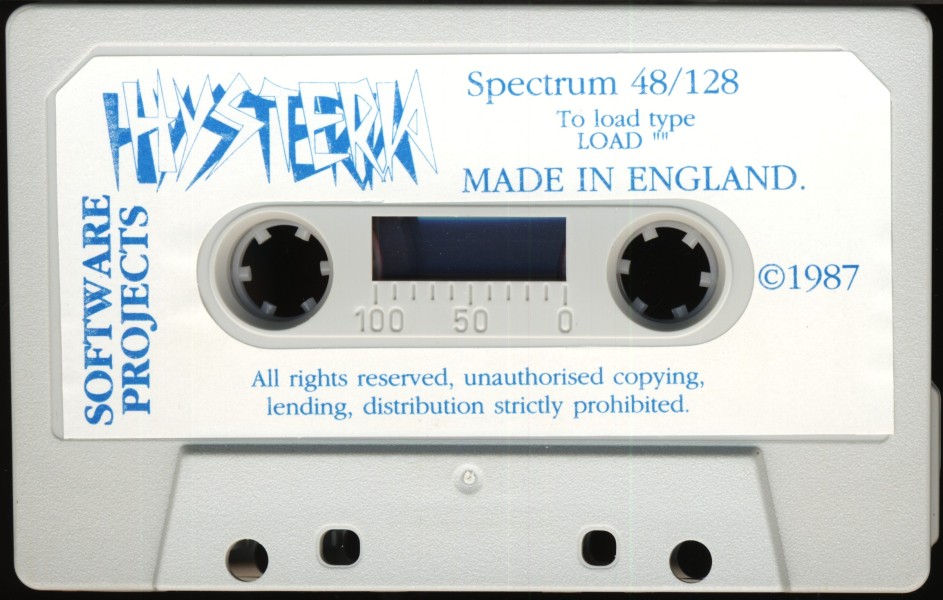 HYSTERIA
Spectrum 48/128
To load type
LOAD ""
MADE IN ENGLAND.
SOFTWARE
PROJECTS
©1987
100 50 0
All rights reserved, unauthorised copying,
lending, distribution strictly prohibited.